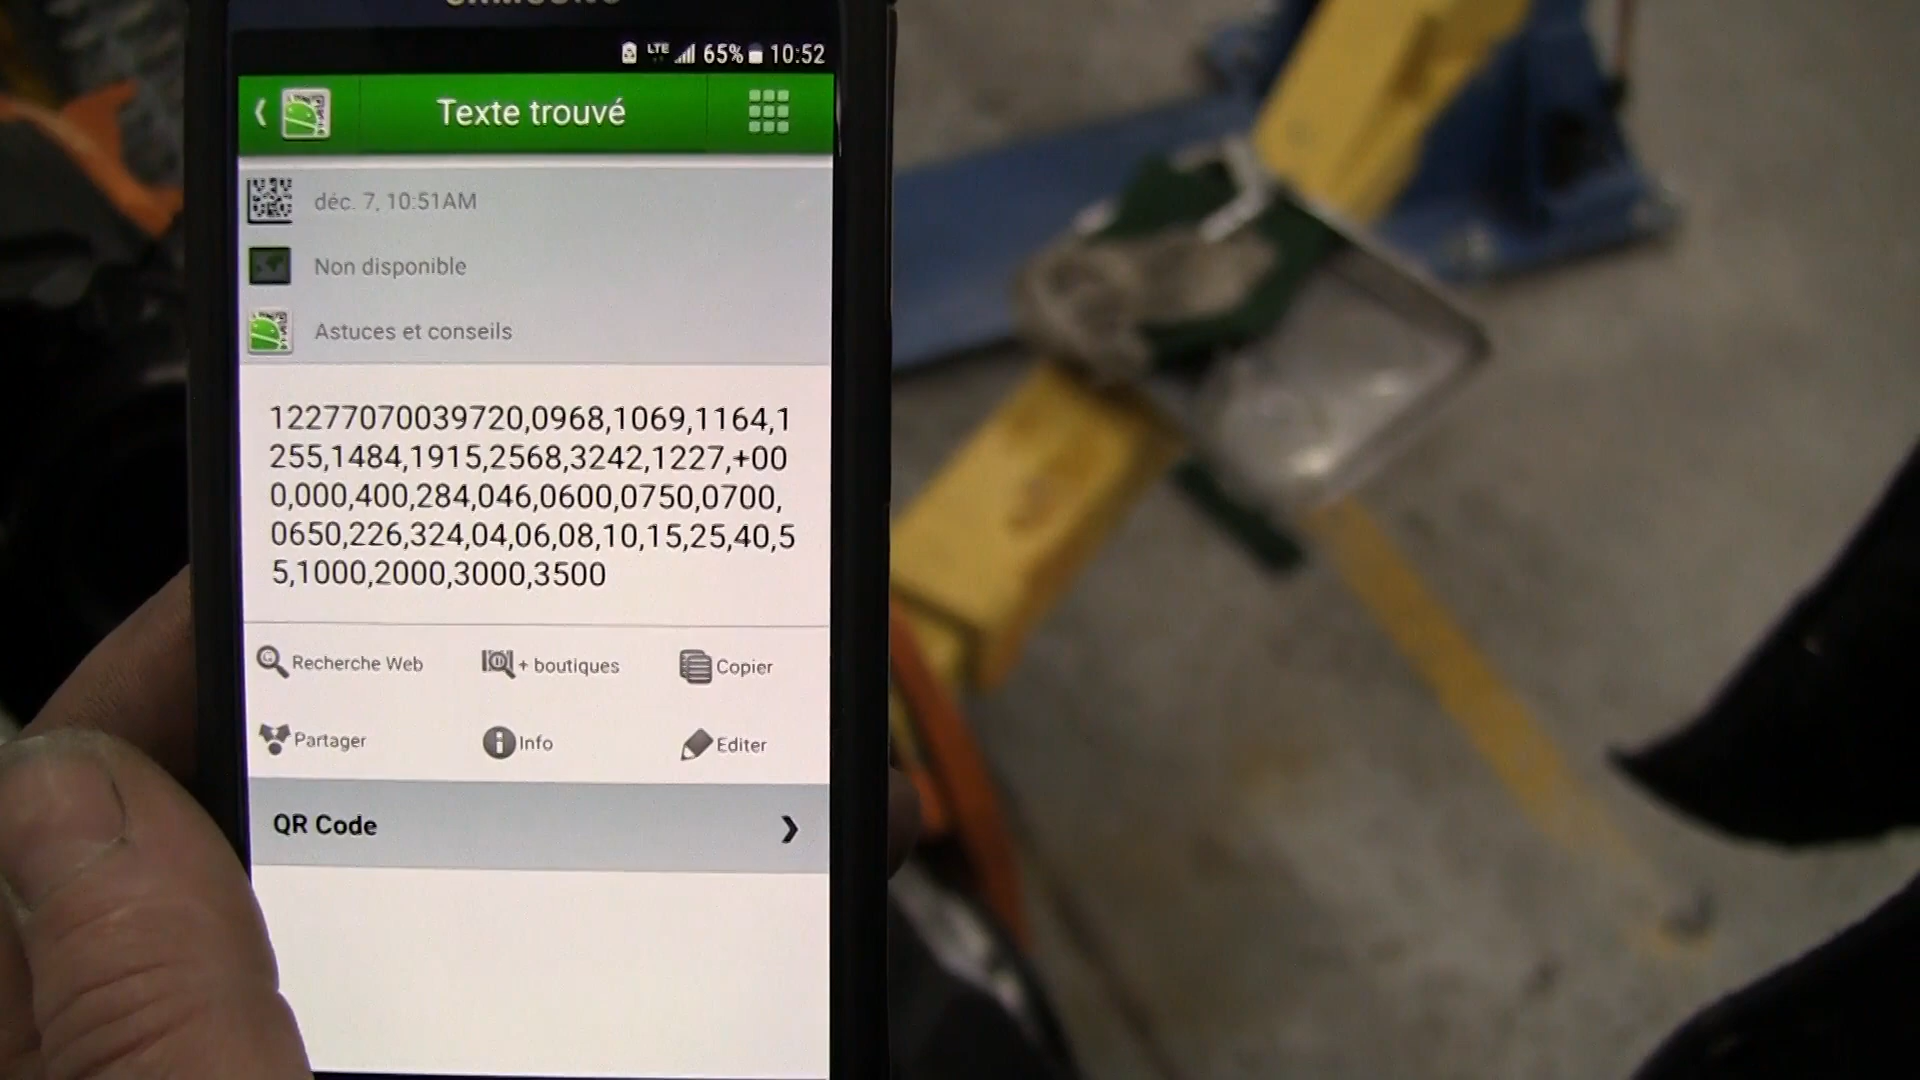 SAMSUNG
LTE 65% 10:52
Texte trouvé
déc. 7, 10:51AM
Non disponible
Astuces et conseils
12277070039720,0968,1069,1164,1
255,1484,1915,2568,3242,1227,+00
0,000,400,284,046,0600,0750,0700,
0650,226,324,04,06,08,10,15,25,40,5
5,1000,2000,3000,3500
Recherche Web + boutiques Copier
Partager Info Editer
QR Code